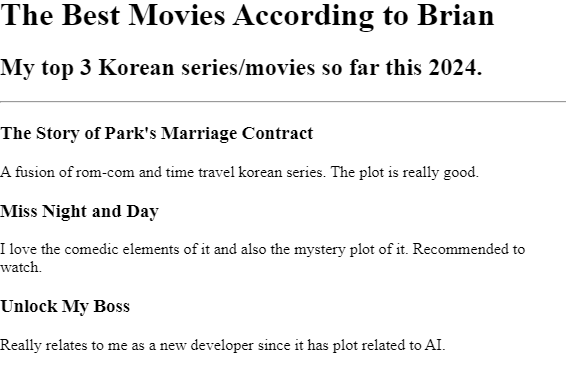 The Best Movies According to Brian
My top 3 Korean series/movies so far this 2024.
The Story of Park's Marriage Contract
A fusion of rom-com and time travel korean series. The plot is really good.
Miss Night and Day
I love the comedic elements of it and also the mystery plot of it. Recommended to
watch.
Unlock My Boss
Really relates to me as a new developer since it has plot related to AI.